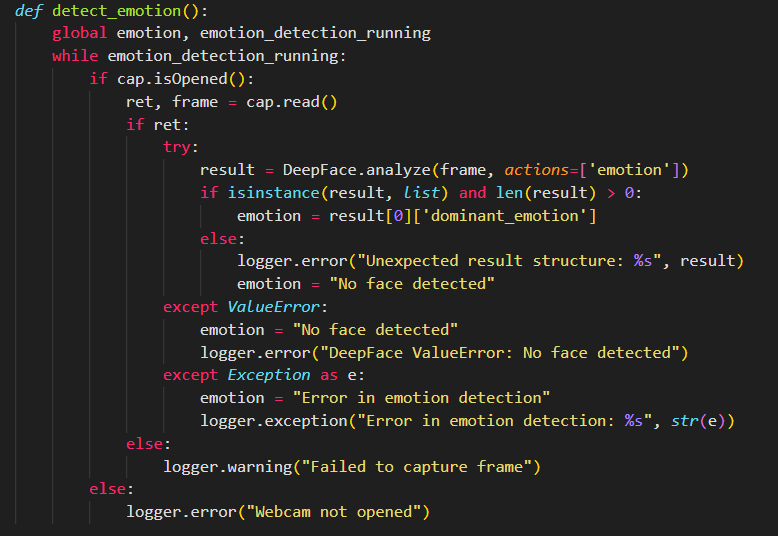 def detect_emotion():
    global emotion, emotion_detection_running
    while emotion_detection_running:
        if cap.isOpened():
            ret, frame = cap.read()
            if ret:
                try:
                    result = DeepFace.analyze(frame, actions=['emotion'])
                    if isinstance(result, list) and len(result) > 0:
                        emotion = result[0]['dominant_emotion']
                    else:
                        logger.error("Unexpected result structure: %s", result)
                        emotion = "No face detected"
                except ValueError:
                    emotion = "No face detected"
                    logger.error("DeepFace ValueError: No face detected")
                except Exception as e:
                    emotion = "Error in emotion detection"
                    logger.exception("Error in emotion detection: %s", str(e))
            else:
                logger.warning("Failed to capture frame")
        else:
            logger.error("Webcam not opened")